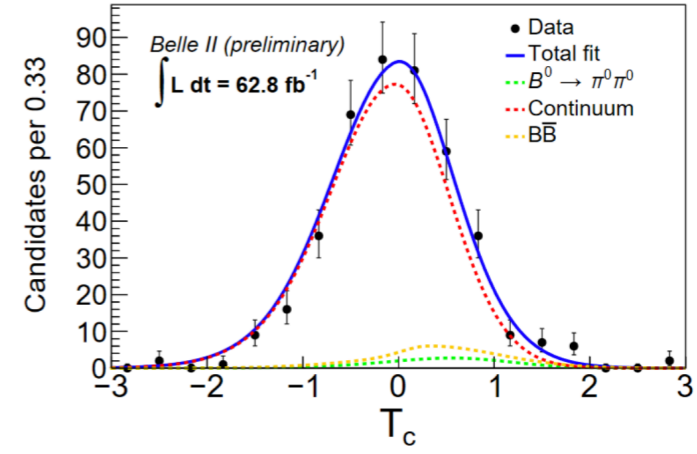 Belle II (preliminary)
∫ L dt = 62.8 fb⁻¹
Data
Total fit
B⁰ → π⁰π⁰
Continuum
BB̅
Candidates per 0.33
90
80
70
60
50
40
30
20
10
0
−3 −2 −1 0 1 2 3
T_c